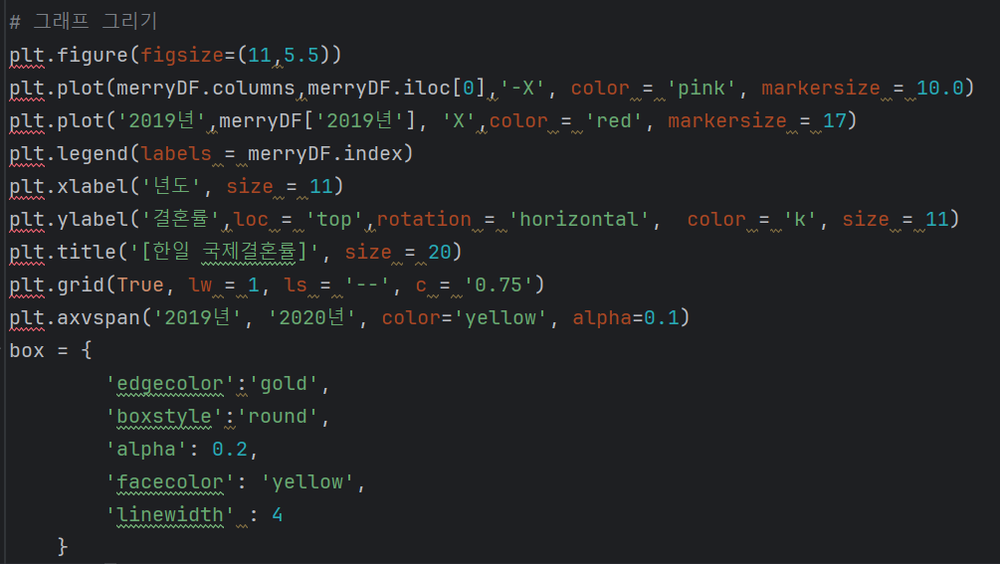 # 그래프 그리기
plt.figure(figsize=(11,5.5))
plt.plot(merryDF.columns,merryDF.iloc[0],'-X', color = 'pink', markersize = 10.0)
plt.plot('2019년',merryDF['2019년'], 'X',color = 'red', markersize = 17)
plt.legend(labels = merryDF.index)
plt.xlabel('년도', size = 11)
plt.ylabel('결혼률',loc = 'top',rotation = 'horizontal',  color = 'k', size = 11)
plt.title('[한일 국제결혼률]', size = 20)
plt.grid(True, lw = 1, ls = '--', c = '0.75')
plt.axvspan('2019년', '2020년', color='yellow', alpha=0.1)
box = {
        'edgecolor':'gold',
        'boxstyle':'round',
        'alpha': 0.2,
        'facecolor': 'yellow',
        'linewidth' : 4
    }